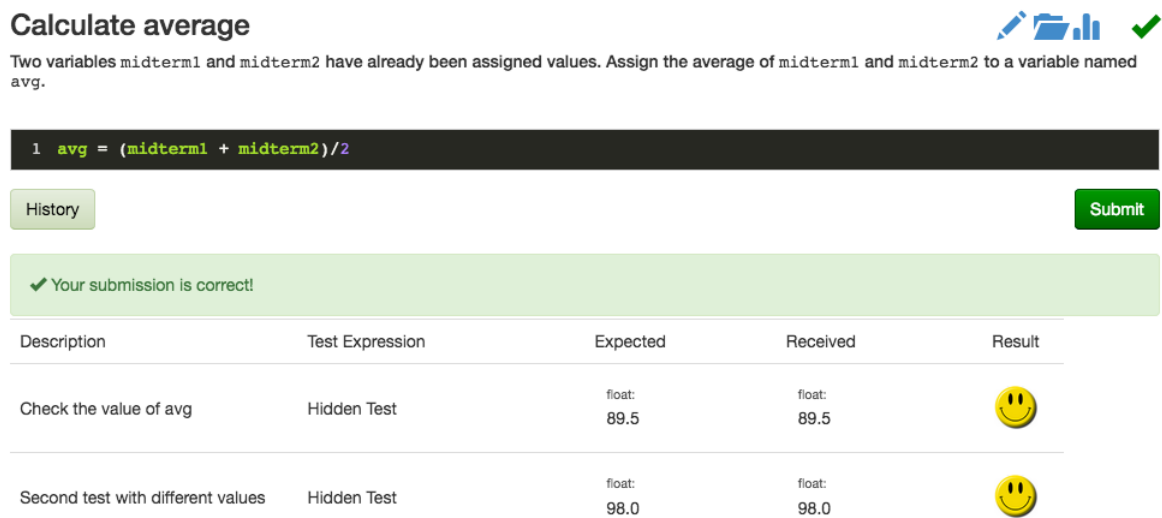 Calculate average
Two variables midterm1 and midterm2 have already been assigned values. Assign the average of midterm1 and midterm2 to a variable named
avg.
1 avg = (midterm1 + midterm2)/2
History Submit
Your submission is correct!
Description Test Expression Expected Received Result
float: float:
Check the value of avg Hidden Test 89.5 89.5
float: float:
Second test with different values Hidden Test 98.0 98.0